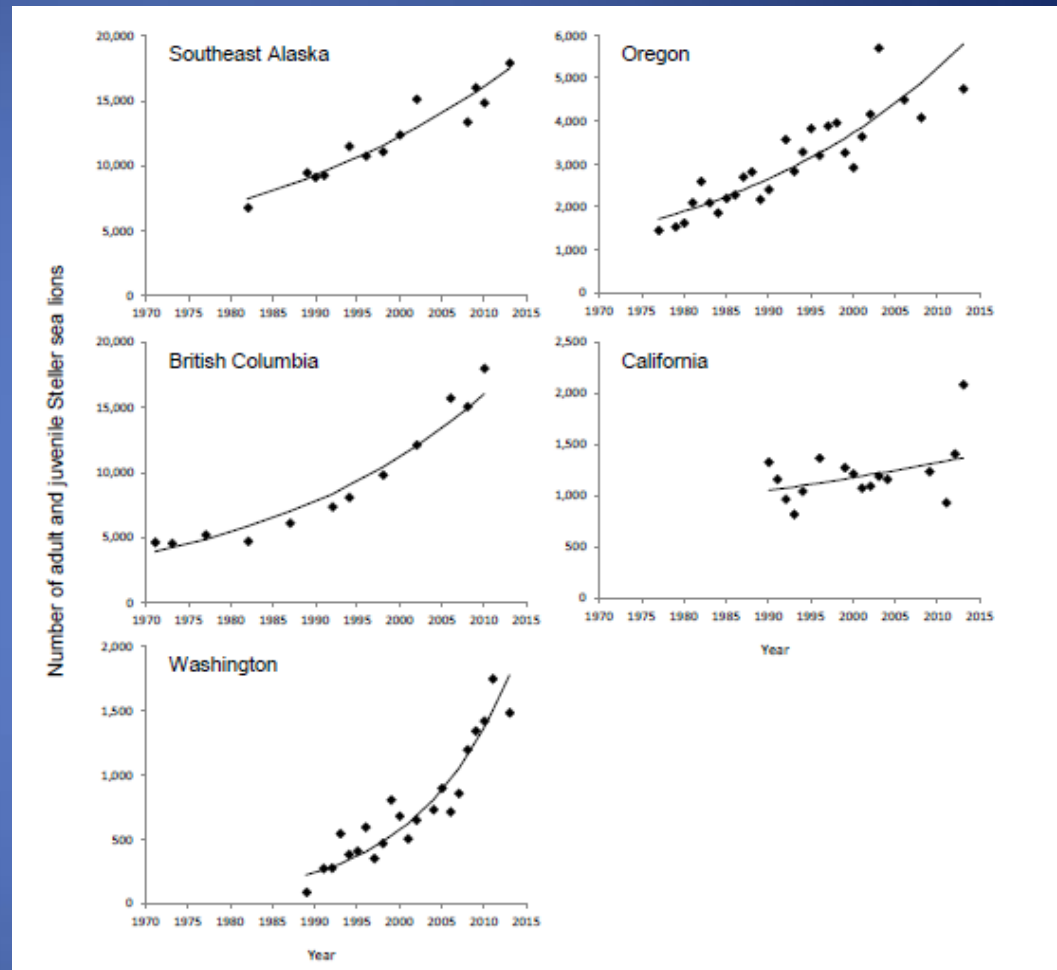 Number of adult and juvenile Steller sea lions
Southeast Alaska
20,000
15,000
10,000
5,000
0
1970 1975 1980 1985 1990 1995 2000 2005 2010 2015
Oregon
6,000
5,000
4,000
3,000
2,000
1,000
0
1970 1975 1980 1985 1990 1995 2000 2005 2010 2015
British Columbia
20,000
15,000
10,000
5,000
0
1970 1975 1980 1985 1990 1995 2000 2005 2010 2015
California
2,500
2,000
1,500
1,000
500
0
1970 1975 1980 1985 1990 1995 2000 2005 2010 2015
Year
Washington
2,000
1,500
1,000
500
0
1970 1975 1980 1985 1990 1995 2000 2005 2010 2015
Year